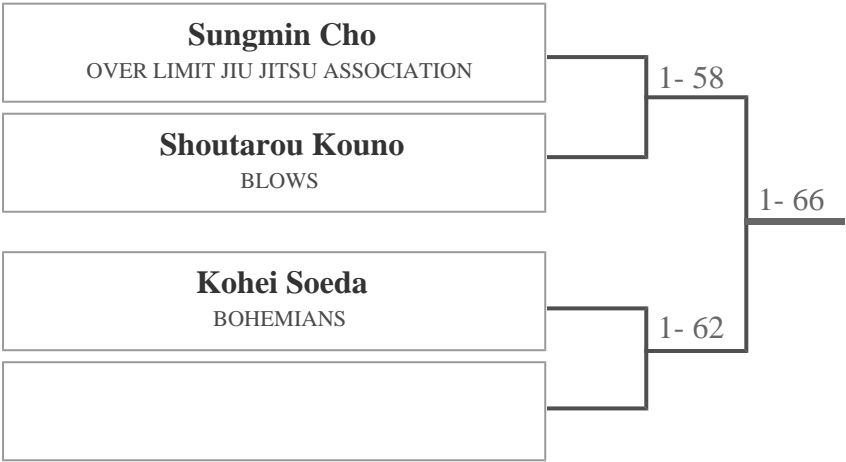 Sungmin Cho
OVER LIMIT JIU JITSU ASSOCIATION
1- 58
Shoutarou Kouno
BLOWS
1- 66
Kohei Soeda
BOHEMIANS
1- 62